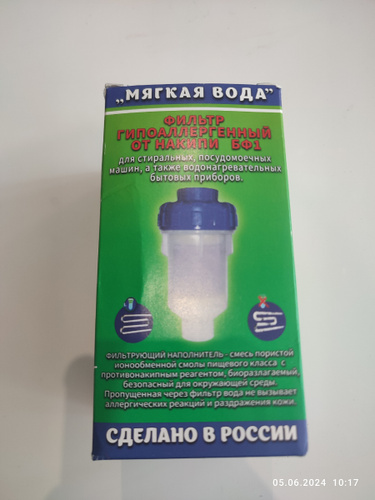 „МЯГКАЯ ВОДА”
ФИЛЬТР
ГИПОАЛЛЕРГЕННЫЙ
ОТ НАКИПИ БФ1
для стиральных, посудомоечных
машин, а также водонагревательных
бытовых приборов.
ФИЛЬТРУЮЩИЙ НАПОЛНИТЕЛЬ - смесь пористой
ионообменной смолы пищевого класса с
противонакипным реагентом, биоразлагаемый,
безопасный для окружающей среды.
Пропущенная через фильтр вода не вызывает
аллергических реакций и раздражения кожи.
СДЕЛАНО В РОССИИ
05.06.2024 10:17